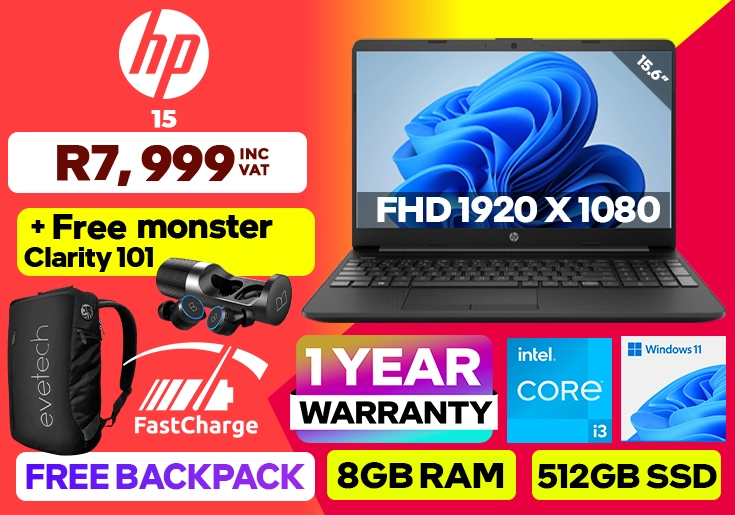 hp
15
R7, 999 INC VAT
+ Free monster
Clarity 101
15.6"
FHD 1920 X 1080
hp
evetech
FastCharge
1 YEAR
WARRANTY
intel.
CORE
i3
Windows 11
FREE BACKPACK
8GB RAM
512GB SSD